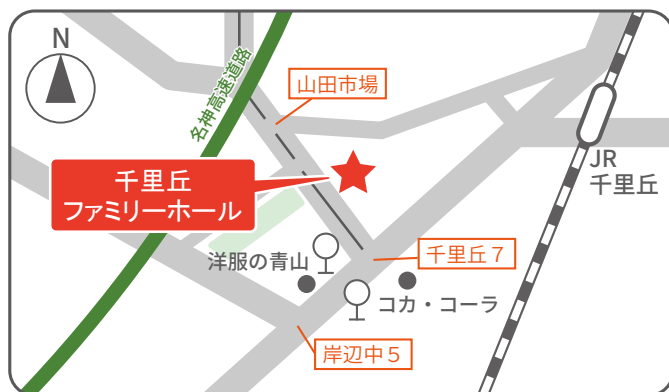 N
名神高速道路
山田市場
千里丘
ファミリーホール
JR
千里丘
洋服の青山
千里丘7
コカ・コーラ
岸辺中5